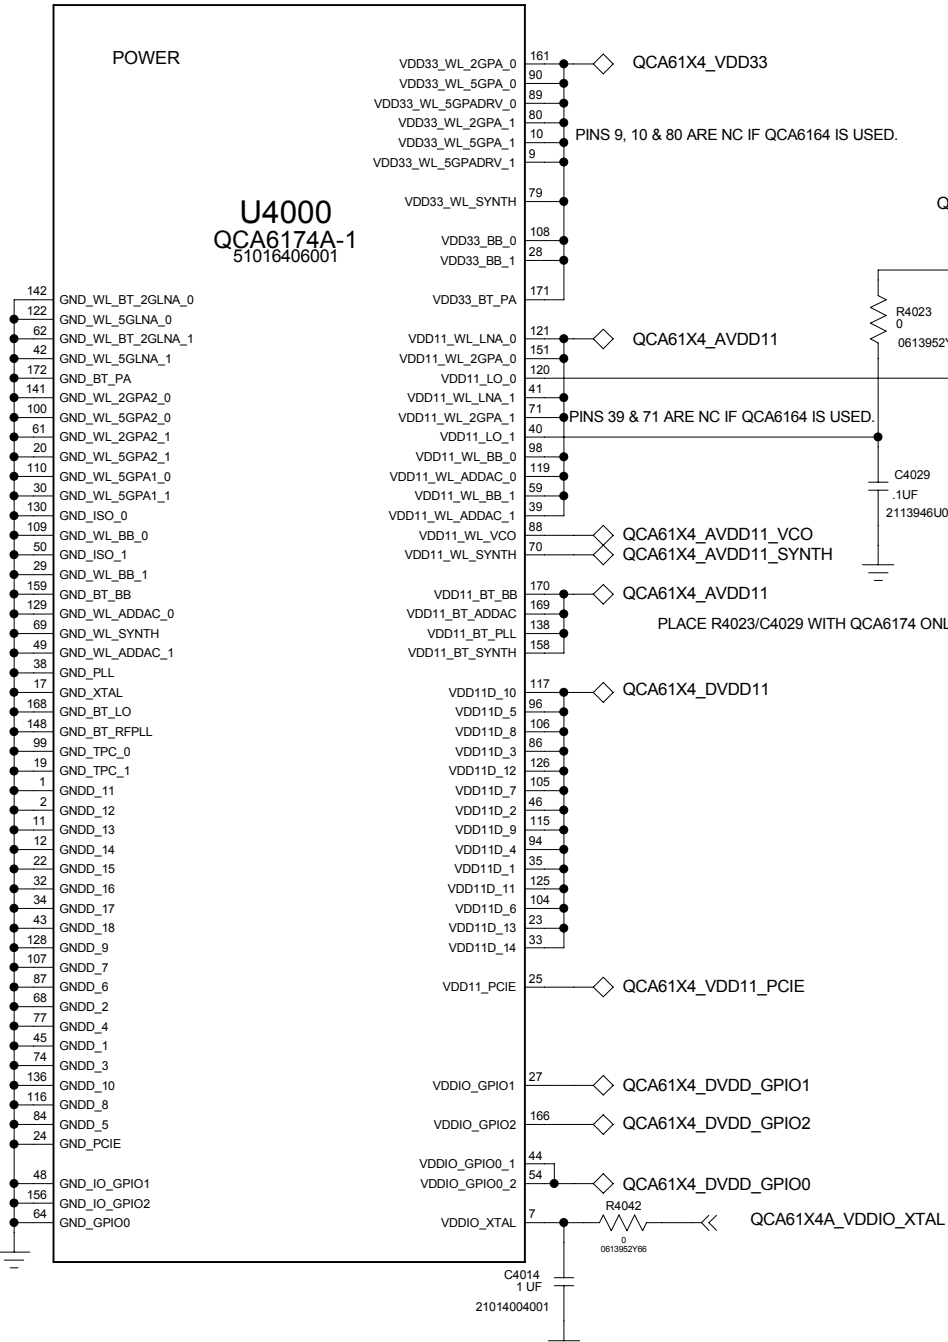 POWER
U4000
QCA6174A-1
51016406001
142 GND_WL_BT_2GLNA_0
122 GND_WL_5GLNA_0
62 GND_WL_BT_2GLNA_1
42 GND_WL_5GLNA_1
172 GND_BT_PA
141 GND_WL_2GPA2_0
100 GND_WL_5GPA2_0
61 GND_WL_2GPA2_1
20 GND_WL_5GPA2_1
110 GND_WL_5GPA1_0
30 GND_WL_5GPA1_1
130 GND_ISO_0
109 GND_WL_BB_0
50 GND_ISO_1
29 GND_WL_BB_1
159 GND_BT_BB
129 GND_WL_ADDAC_0
69 GND_WL_SYNTH
49 GND_WL_ADDAC_1
38 GND_PLL
17 GND_XTAL
168 GND_BT_LO
148 GND_BT_RFPLL
99 GND_TPC_0
19 GND_TPC_1
1 GNDD_11
2 GNDD_12
11 GNDD_13
12 GNDD_14
22 GNDD_15
32 GNDD_16
34 GNDD_17
43 GNDD_18
128 GNDD_9
107 GNDD_7
87 GNDD_6
68 GNDD_2
77 GNDD_4
45 GNDD_1
74 GNDD_3
136 GNDD_10
116 GNDD_8
84 GNDD_5
24 GND_PCIE
48 GND_IO_GPIO1
156 GND_IO_GPIO2
64 GND_GPIO0
VDD33_WL_2GPA_0 161 QCA61X4_VDD33
VDD33_WL_5GPA_0 90
VDD33_WL_5GPADRV_0 89
VDD33_WL_2GPA_1 80
VDD33_WL_5GPA_1 10
PINS 9, 10 & 80 ARE NC IF QCA6164 IS USED.
VDD33_WL_5GPADRV_1 9
VDD33_WL_SYNTH 79
Q
VDD33_BB_0 108
VDD33_BB_1 28
VDD33_BT_PA 171
R4023
0
0613952Y
VDD11_WL_LNA_0 121 QCA61X4_AVDD11
VDD11_WL_2GPA_0 151
VDD11_LO_0 120
VDD11_WL_LNA_1 41
VDD11_WL_2GPA_1 71
PINS 39 & 71 ARE NC IF QCA6164 IS USED.
VDD11_LO_1 40
VDD11_WL_BB_0 98
VDD11_WL_ADDAC_0 119
VDD11_WL_BB_1 59
VDD11_WL_ADDAC_1 39
C4029
.1UF
2113946U0
VDD11_WL_VCO 88 QCA61X4_AVDD11_VCO
VDD11_WL_SYNTH 70 QCA61X4_AVDD11_SYNTH
VDD11_BT_BB 170 QCA61X4_AVDD11
VDD11_BT_ADDAC 169
PLACE R4023/C4029 WITH QCA6174 ONL
VDD11_BT_PLL 138
VDD11_BT_SYNTH 158
VDD11D_10 117 QCA61X4_DVDD11
VDD11D_5 96
VDD11D_8 106
VDD11D_3 86
VDD11D_12 126
VDD11D_7 105
VDD11D_2 46
VDD11D_9 115
VDD11D_4 94
VDD11D_1 35
VDD11D_11 125
VDD11D_6 104
VDD11D_13 23
VDD11D_14 33
VDD11_PCIE 25 QCA61X4_VDD11_PCIE
VDDIO_GPIO1 27 QCA61X4_DVDD_GPIO1
VDDIO_GPIO2 166 QCA61X4_DVDD_GPIO2
VDDIO_GPIO0_1 44
VDDIO_GPIO0_2 54 QCA61X4_DVDD_GPIO0
VDDIO_XTAL 7
R4042
0
0613952Y66
QCA61X4A_VDDIO_XTAL
C4014
1 UF
21014004001